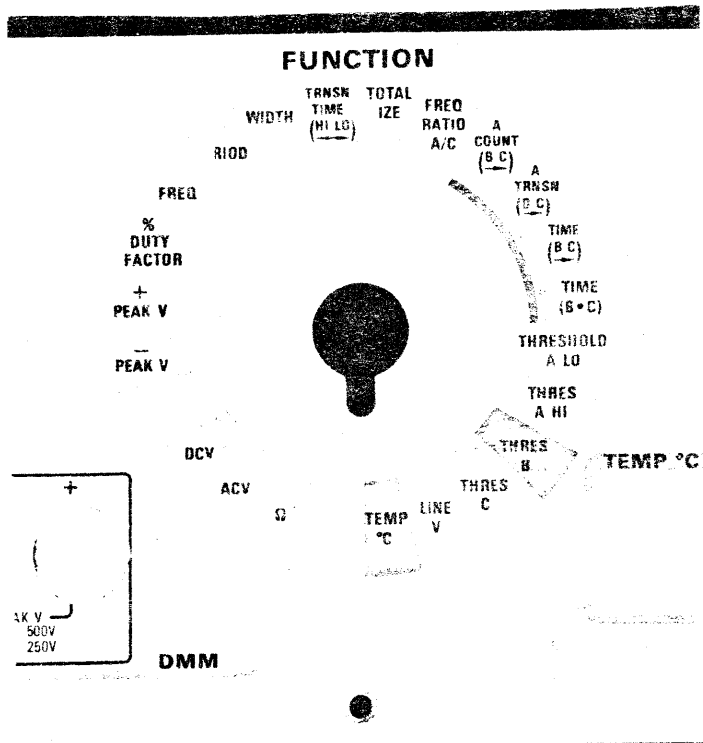 FUNCTION
TRNSN
TIME
(HI LO)
TOTAL
IZE
FREQ
RATIO
A/C
A
COUNT
(B C)
A
TRNSN
(B C)
TIME
(B C)
TIME
(B•C)
THRESHOLD
A LO
THRES
A HI
THRES
B
THRES
C
LINE
V
TEMP
°C
Ω
ACV
DCV
–
PEAK V
+
PEAK V
%
DUTY
FACTOR
FREQ
RIOD
WIDTH
TEMP °C
+
AK V
500V
250V
DMM